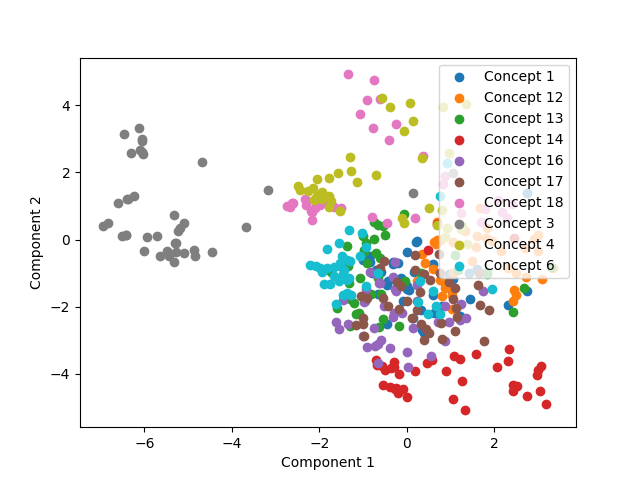 Concept 1
Concept 12
Concept 13
Concept 14
Concept 16
Concept 17
Concept 18
Concept 3
Concept 4
Concept 6
4
2
0
−2
−4
Component 2
−6
−4
−2
0
2
Component 1